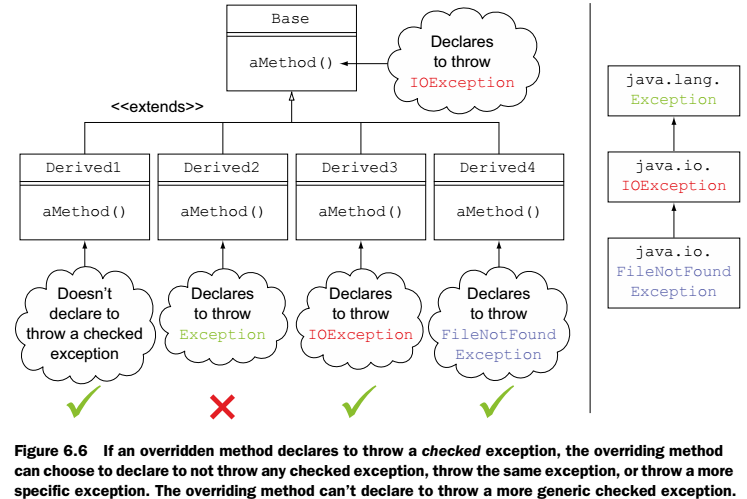 Base
aMethod()
Declares
to throw
IOException
<<extends>>
Derived1
aMethod()
Derived2
aMethod()
Derived3
aMethod()
Derived4
aMethod()
Doesn't
declare to
throw a checked
exception
Declares
to throw
Exception
Declares
to throw
IOException
Declares
to throw
FileNotFound
Exception
java.lang.
Exception
java.io.
IOException
java.io.
FileNotFound
Exception
Figure 6.6 If an overridden method declares to throw a checked exception, the overriding method
can choose to declare to not throw any checked exception, throw the same exception, or throw a more
specific exception. The overriding method can't declare to throw a more generic checked exception.